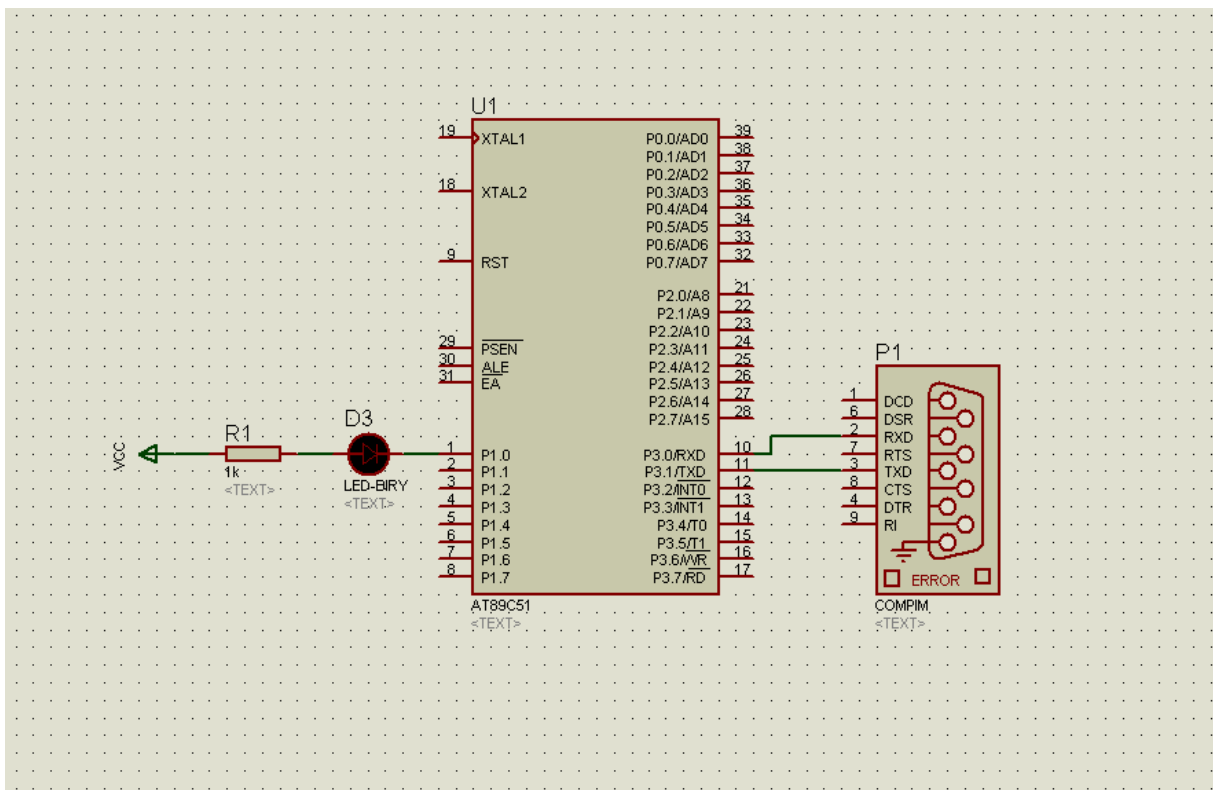 U1
19 XTAL1
18 XTAL2
9 RST
29 PSEN
30 ALE
31 EA
1 P1.0
2 P1.1
3 P1.2
4 P1.3
5 P1.4
6 P1.5
7 P1.6
8 P1.7
P0.0/AD0 39
P0.1/AD1 38
P0.2/AD2 37
P0.3/AD3 36
P0.4/AD4 35
P0.5/AD5 34
P0.6/AD6 33
P0.7/AD7 32
P2.0/A8 21
P2.1/A9 22
P2.2/A10 23
P2.3/A11 24
P2.4/A12 25
P2.5/A13 26
P2.6/A14 27
P2.7/A15 28
P3.0/RXD 10
P3.1/TXD 11
P3.2/INT0 12
P3.3/INT1 13
P3.4/T0 14
P3.5/T1 15
P3.6/WR 16
P3.7/RD 17
AT89C51
<TEXT>
VCC
R1
1k
<TEXT>
D3
LED-BIRY
<TEXT>
P1
1 DCD
6 DSR
2 RXD
7 RTS
3 TXD
8 CTS
4 DTR
9 RI
ERROR
COMPIM
<TEXT>